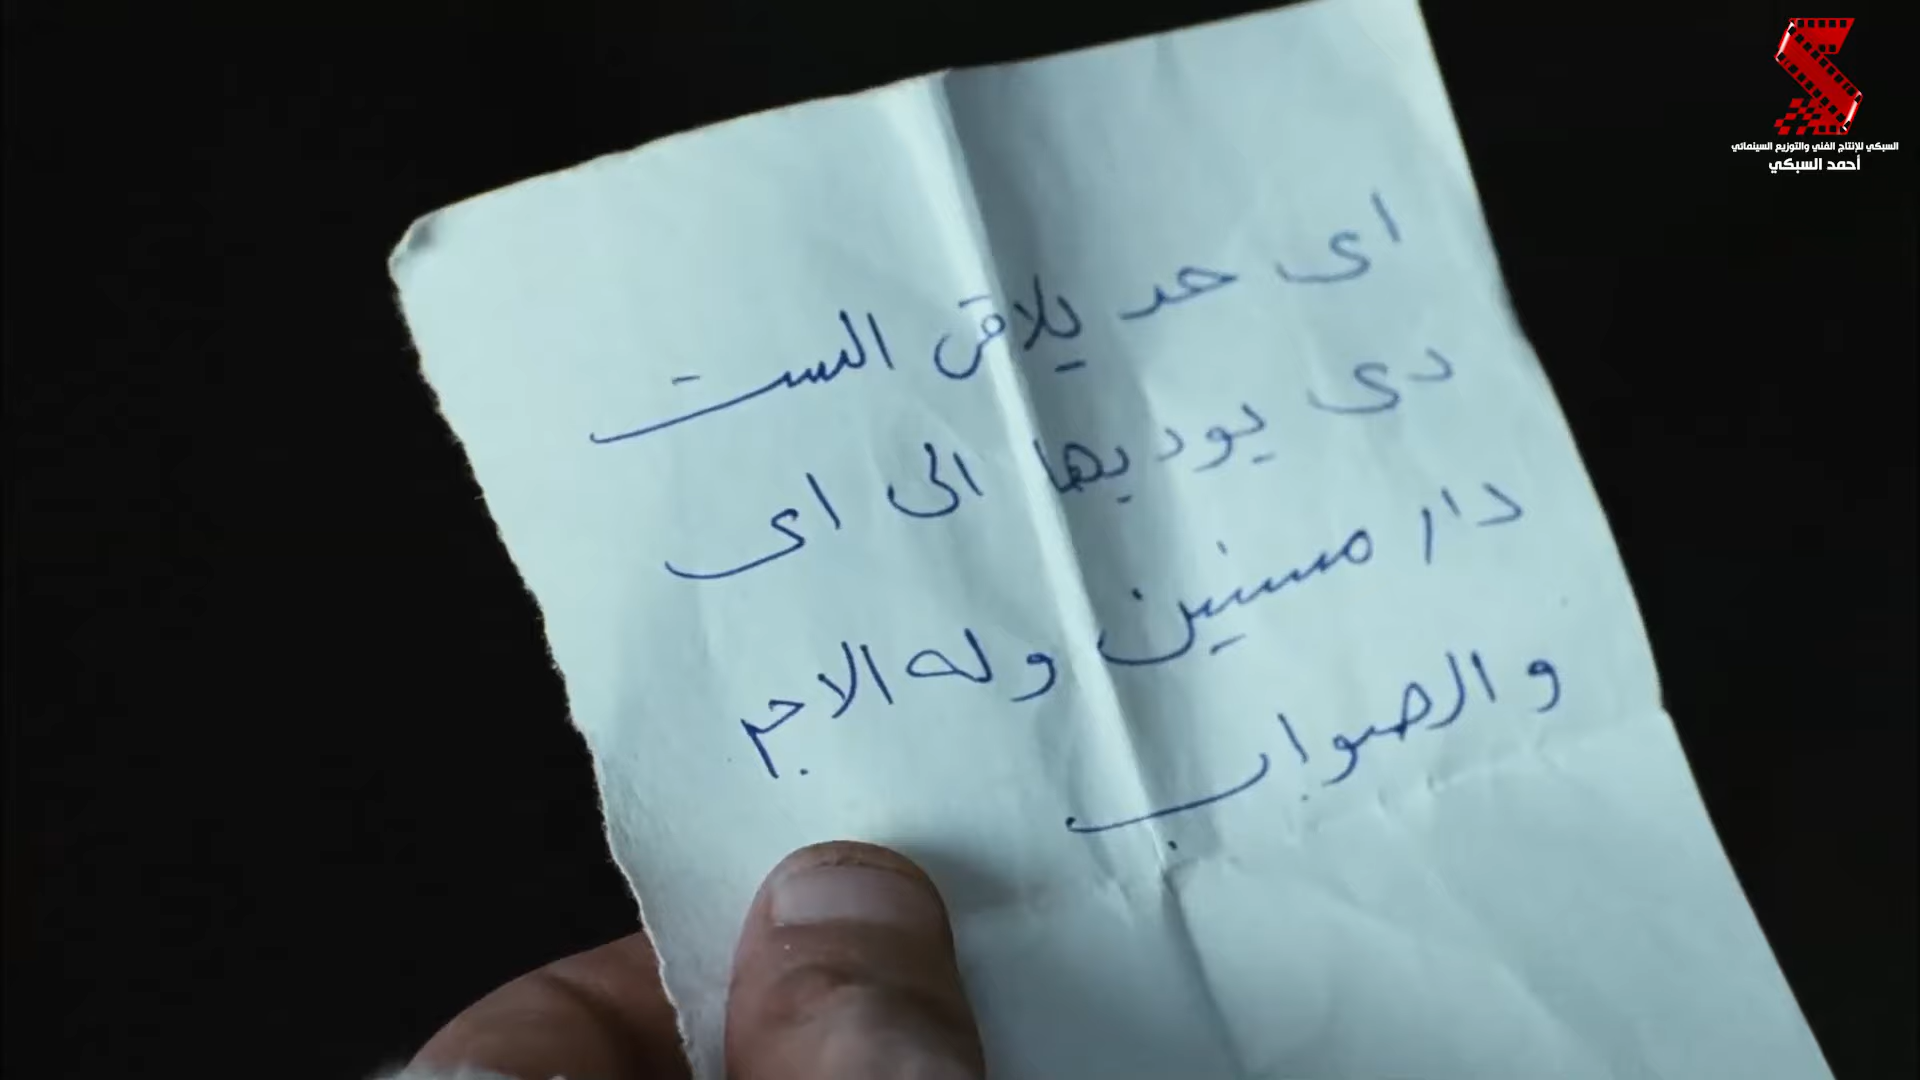 السبكي للإنتاج الفني والتوزيع السينمائي
أحمد السبكي
اى حد يلاقى الست
دى يوديها الى اى
دار مسنين وله الاجر
والصواب